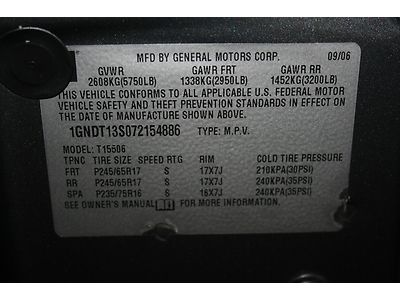 MFD BY GENERAL MOTORS CORP. 09/06
GVWR GAWR FRT GAWR RR
2608KG(5750LB) 1338KG(2950LB) 1452KG(3200LB)
THIS VEHICLE CONFORMS TO ALL APPLICABLE U.S. FEDERAL MOTOR
VEHICLE SAFETY AND THEFT PREVENTION STANDARDS IN EFFECT ON
THE DATE OF MANUFACTURE SHOWN ABOVE.
1GNDT13S072154886 TYPE: M.P.V.
MODEL: T15506
TPNC TIRE SIZE SPEED RTG RIM COLD TIRE PRESSURE
FRT P245/65R17 S 17X7J 210KPA(30PSI)
RR P245/65R17 S 17X7J 240KPA(35PSI)
SPA P235/75R16 S 16X7J 240KPA(35PSI)
SEE OWNER'S MANUAL FOR MORE INFORMATION.